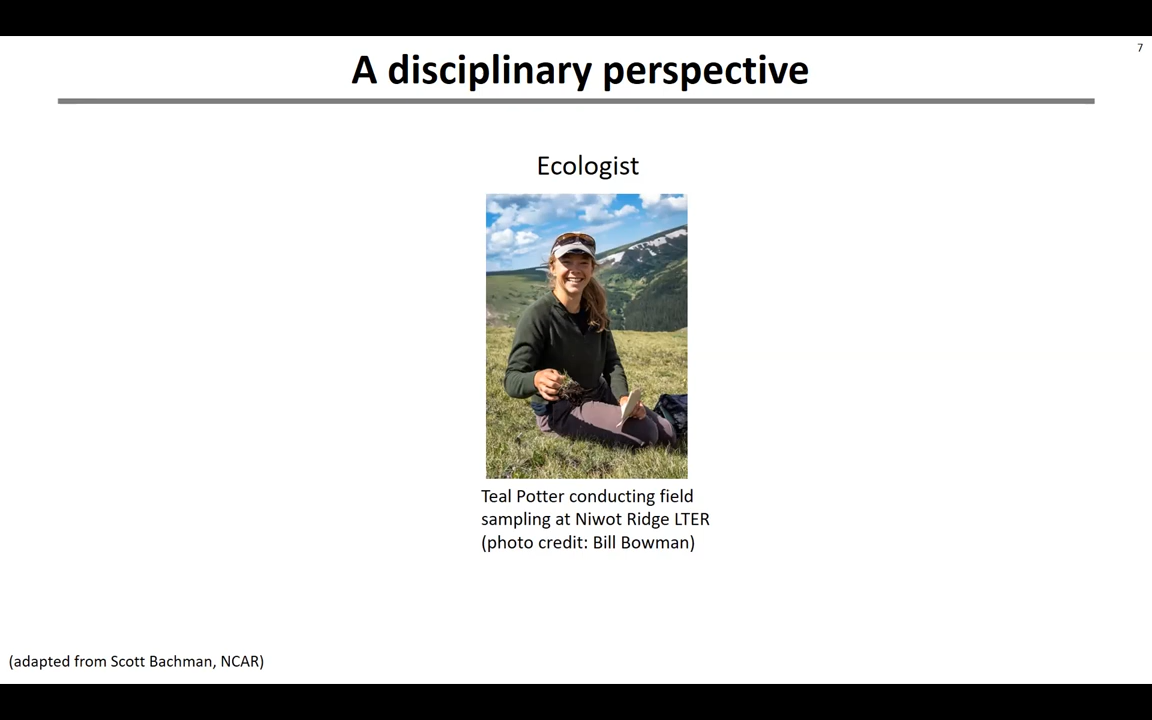 7
A disciplinary perspective
Ecologist
Teal Potter conducting field
sampling at Niwot Ridge LTER
(photo credit: Bill Bowman)
(adapted from Scott Bachman, NCAR)